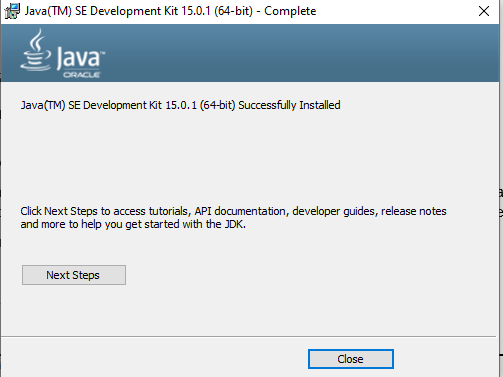 Java(TM) SE Development Kit 15.0.1 (64-bit) - Complete
Java™
ORACLE
Java(TM) SE Development Kit 15.0.1 (64-bit) Successfully Installed
Click Next Steps to access tutorials, API documentation, developer guides, release notes
and more to help you get started with the JDK.
Next Steps
Close